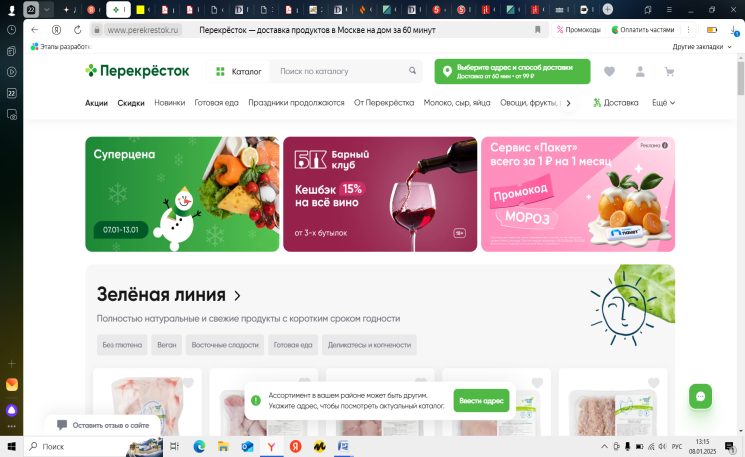 22
www.perekrestok.ru
Перекрёсток — доставка продуктов в Москве на дом за 60 минут
Промокоды
Оплатить частями
Этапы разработк
Другие закладки
22
Перекрёсток
Каталог
Поиск по каталогу
Выберите адрес и способ доставки
Доставка от 60 мин · от 99 ₽
Акции
Скидки
Новинки
Готовая еда
Праздники продолжаются
От Перекрёстка
Молоко, сыр, яйца
Овощи, фрукты,
Доставка
Ещё
Суперцена
07.01-13.01
БК Барный
клуб
Кешбэк 15%
на всё вино
от 3-х бутылок
18+
Реклама
Сервис «Пакет»
всего за 1 ₽ на 1 месяц
Промокод
МОРОЗ
пакет
Зелёная линия
Полностью натуральные и свежие продукты с коротким сроком годности
Без глютена
Веган
Восточные сладости
Готовая еда
Деликатесы и копчености
Ассортимент в вашем районе может быть другим.
Укажите адрес, чтобы посмотреть актуальный каталог.
Ввести адрес
Оставить отзыв о сайте
Поиск
РУС
13:15
08.01.2025